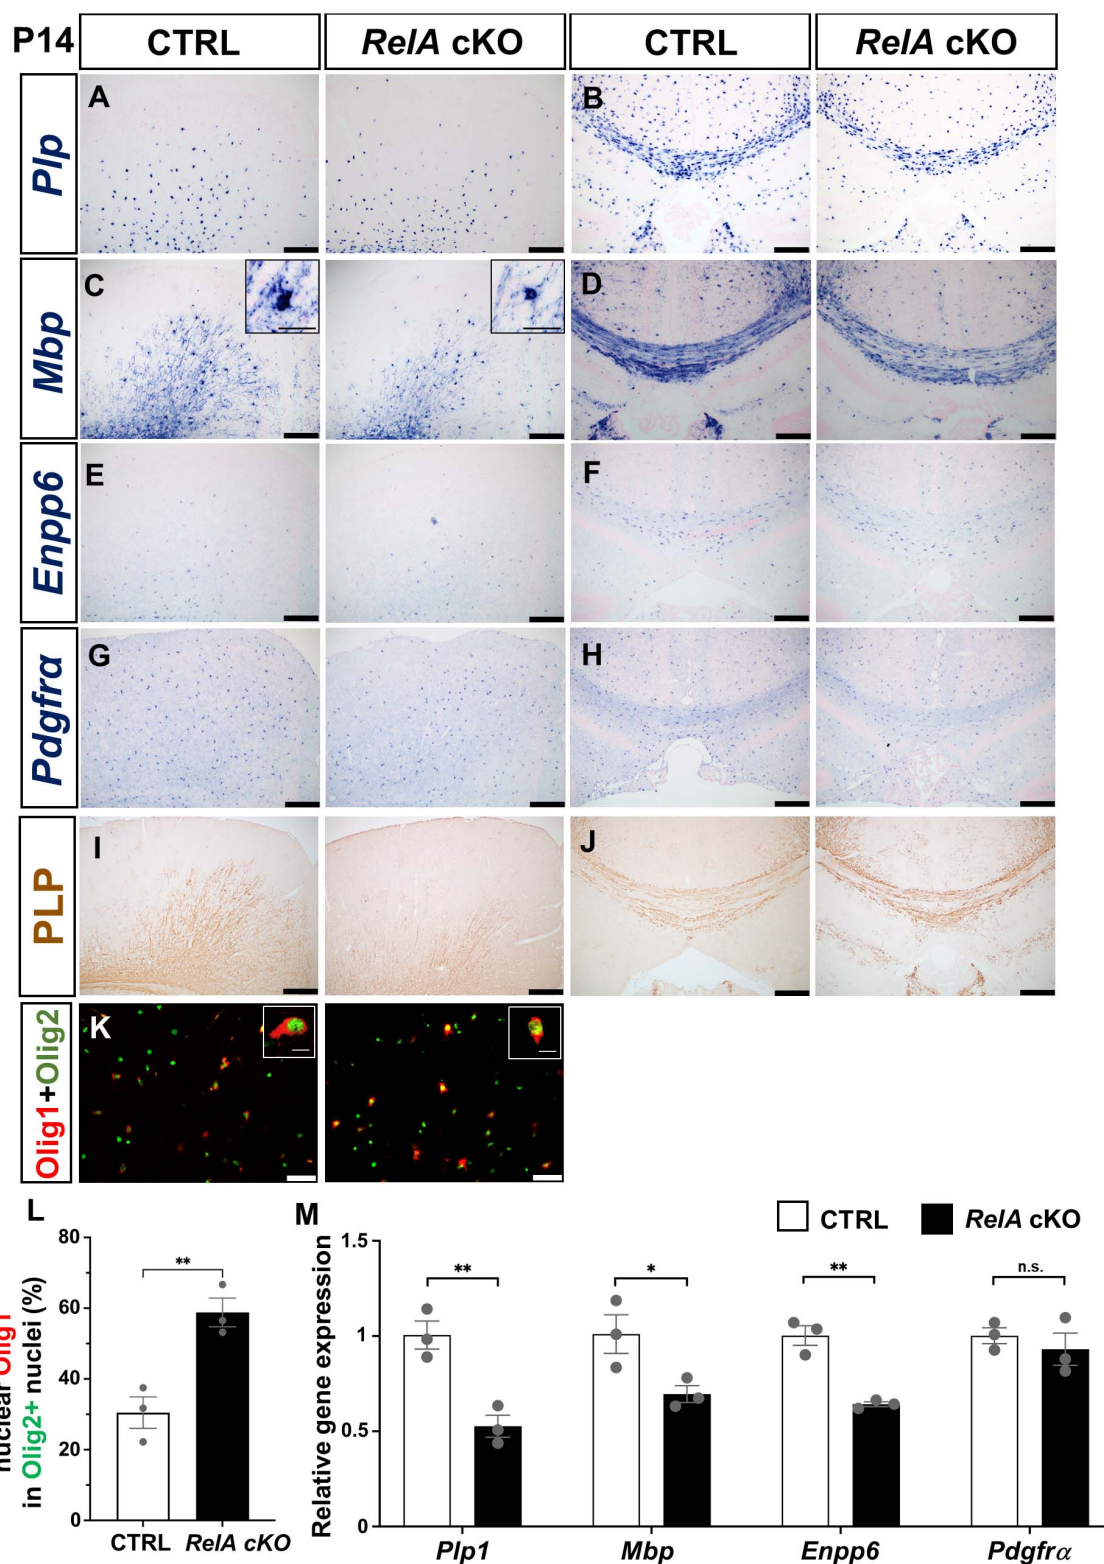 P14 CTRL RelA cKO CTRL RelA cKO
Plp
A
B
Mbp
C
D
Enpp6
E
F
Pdgfrα
G
H
PLP
I
J
Olig1+Olig2
K
L
nuclear Olig1
in Olig2+ nuclei (%)
80
60
40
20
0
**
CTRL RelA cKO
M
CTRL RelA cKO
Relative gene expression
1.5
1
0.5
0
** * ** n.s.
Plp1 Mbp Enpp6 Pdgfrα